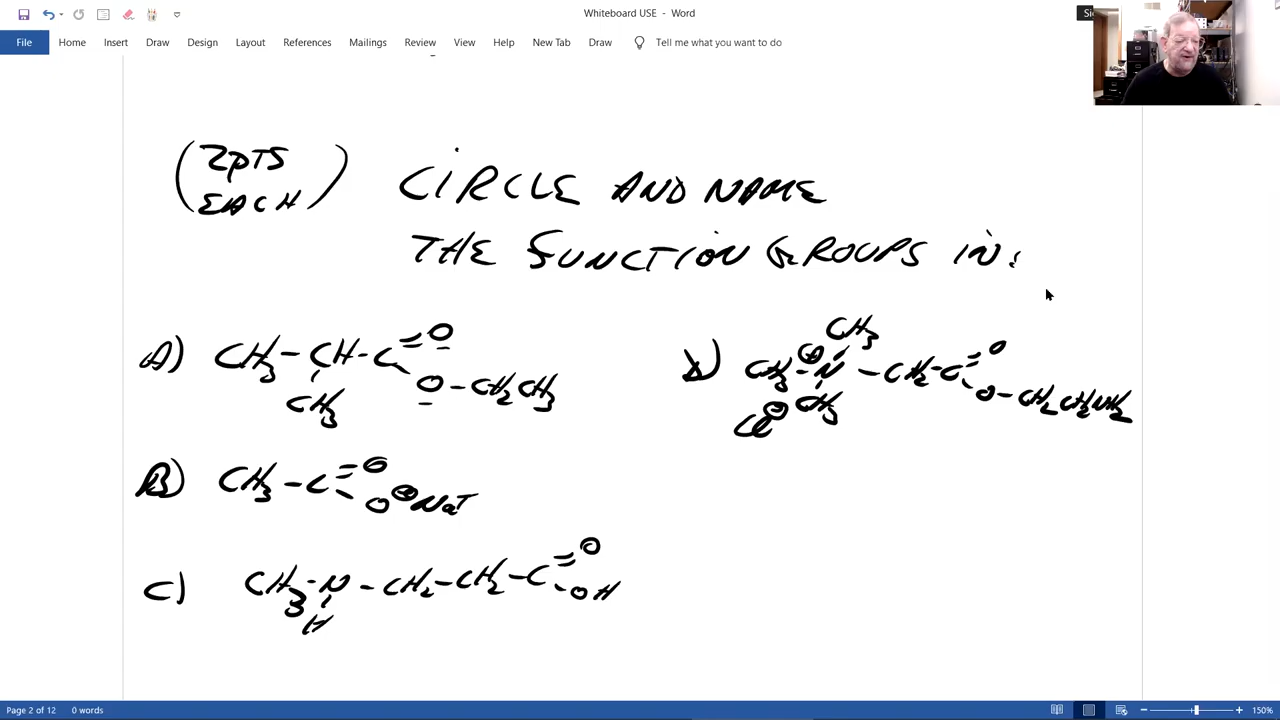 Whiteboard USE - Word
Si
File Home Insert Draw Design Layout References Mailings Review View Help New Tab Draw Tell me what you want to do
(2PTS EACH) CIRCLE AND NAME
THE FUNCTION GROUPS IN:
A) CH3 - CH - C = O
O - CH2CH3
CH3
B) CH3 - C = O
O ⊖ Na+
C) CH3 - N - CH2 - CH2 - C = O
OH
H
D) CH3 - N ⊕ - CH2 - C = O
CH3
O - CH2CH2NH2
CH3
Cl ⊖
Page 2 of 12 0 words
150%